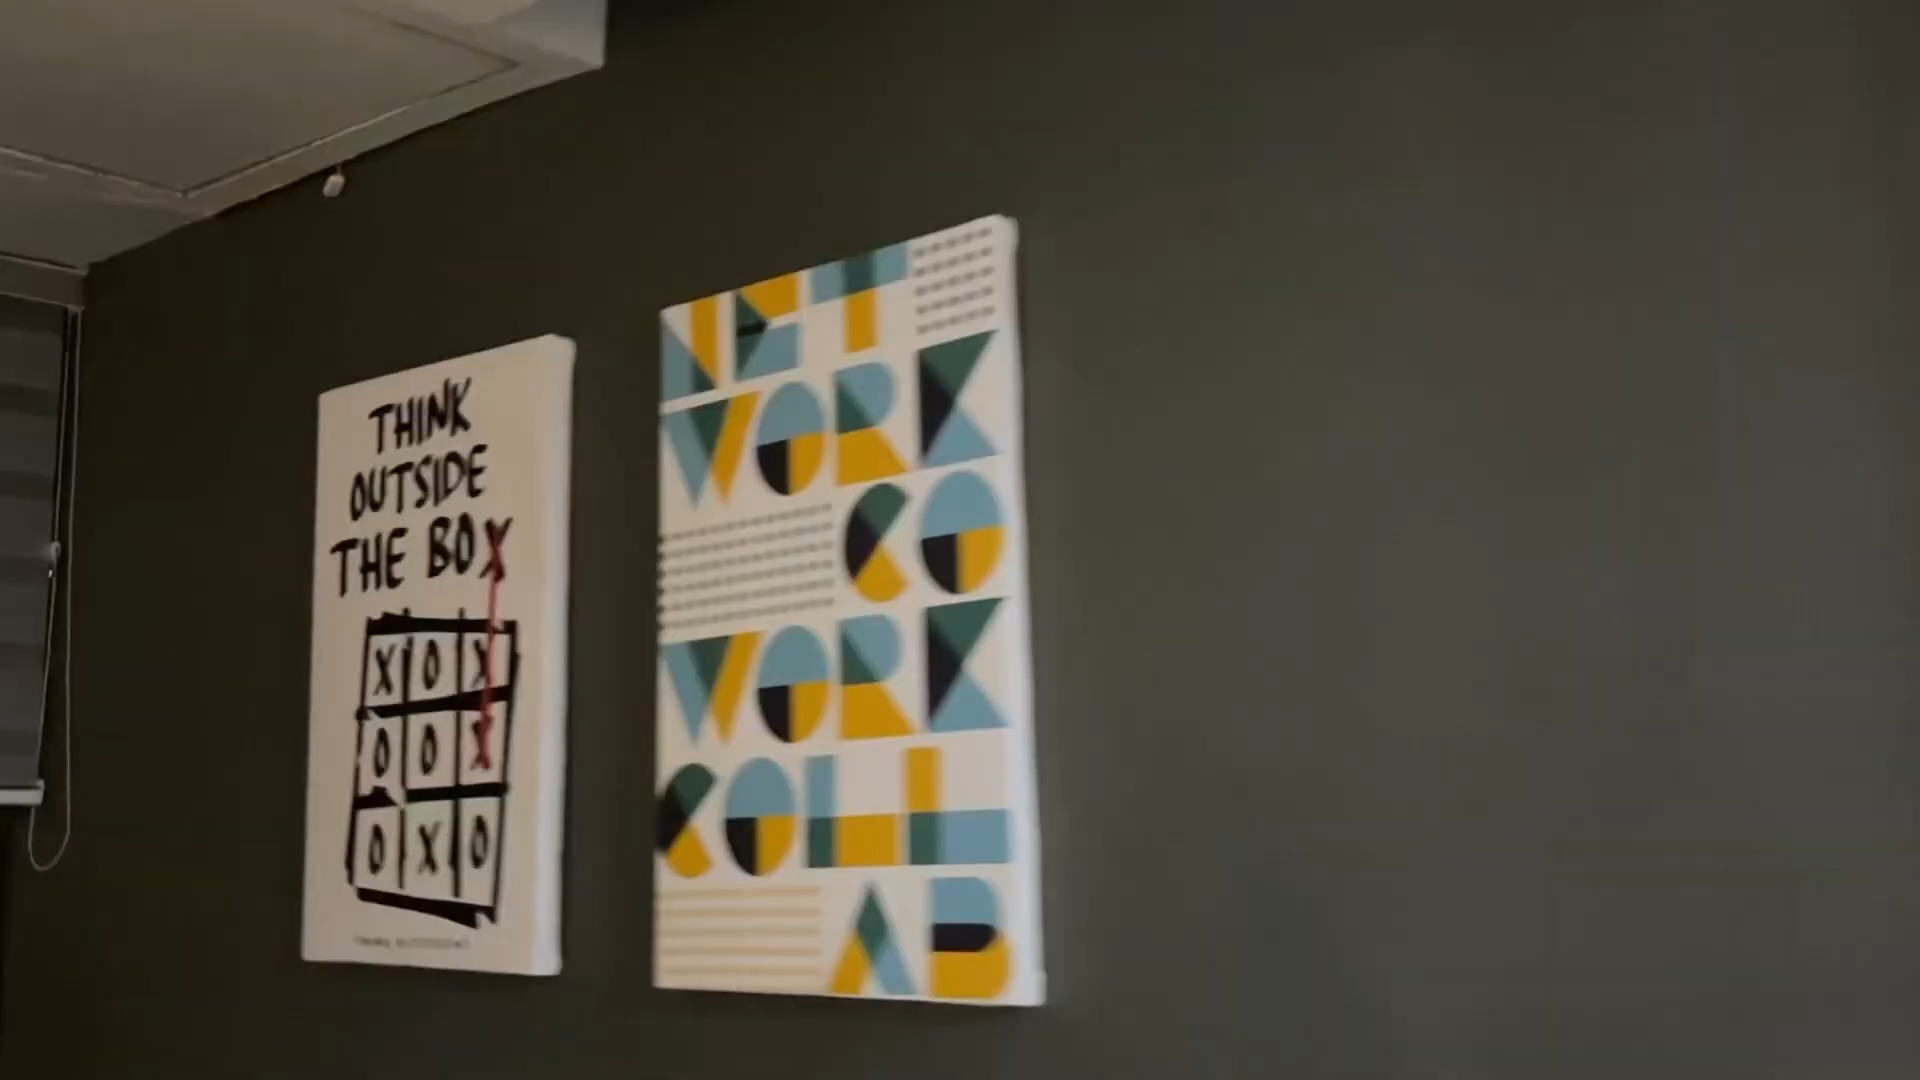 THINK
OUTSIDE
THE BOX
X O X
O O X
O X O
NET
WORK
CO
WORK
COLL
AB